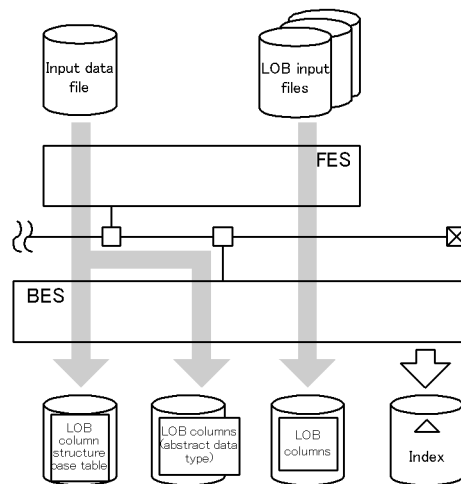 Input data
file
LOB input
files
FES
BES
LOB
column
structure
base table
LOB columns
(abstract data
type)
LOB
columns
Index